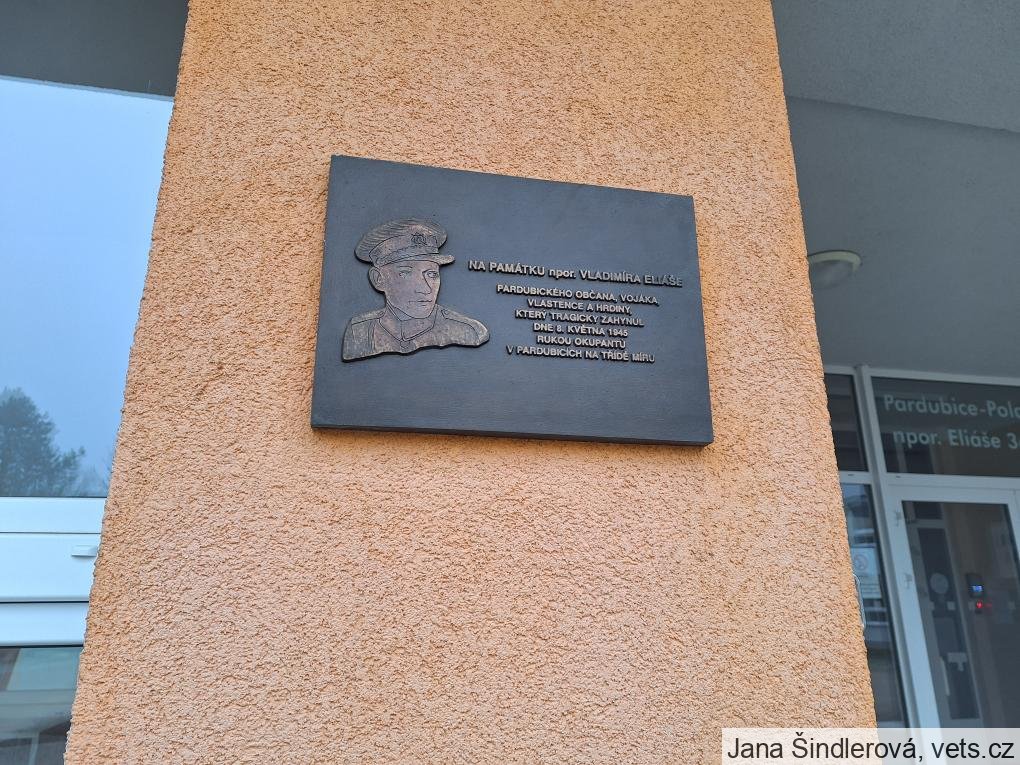 NA PAMÁTKU npor. VLADIMÍRA ELIÁŠE
PARDUBICKÉHO OBČANA, VOJÁKA,
VLASTENCE A HRDINY,
KTERÝ TRAGICKY ZAHYNUL
DNE 8. KVĚTNA 1945
RUKOU OKUPANTŮ
V PARDUBICÍCH NA TŘÍDĚ MÍRU
Pardubice-Pola
npor. Eliáše 3
Jana Šindlerová, vets.cz